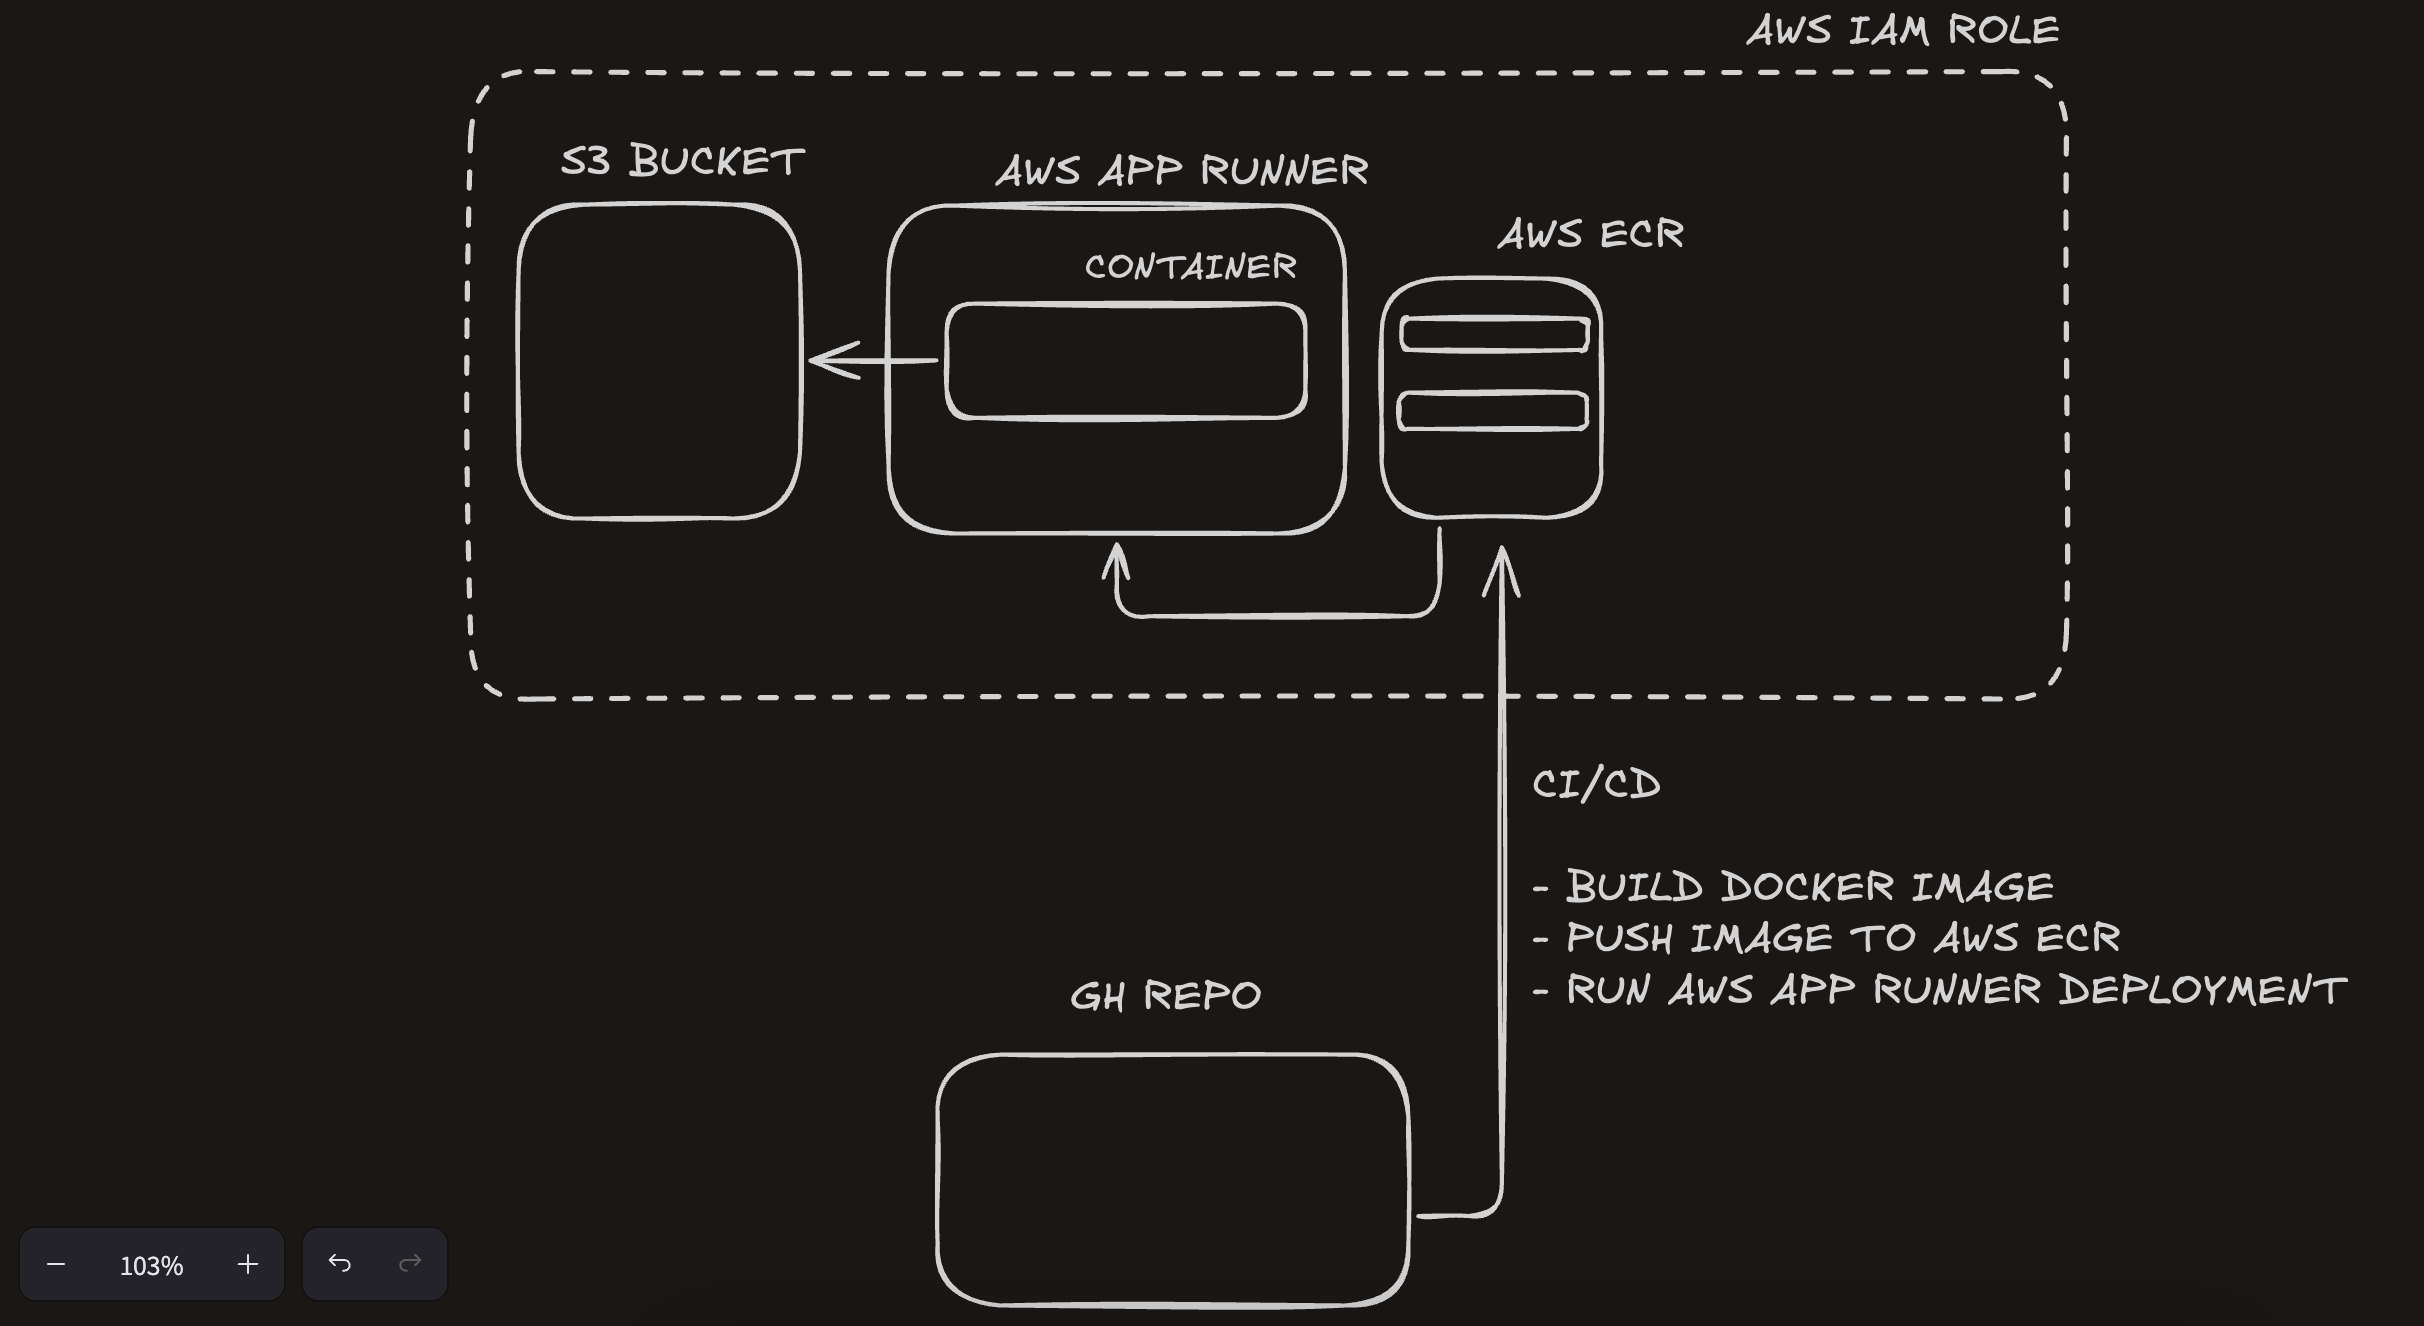 AWS IAM ROLE
S3 BUCKET
AWS APP RUNNER
AWS ECR
CONTAINER
CI/CD
- BUILD DOCKER IMAGE
- PUSH IMAGE TO AWS ECR
- RUN AWS APP RUNNER DEPLOYMENT
GH REPO
103%